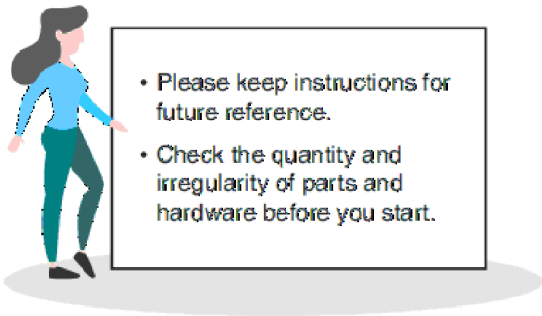 • Please keep instructions for
future reference.
• Check the quantity and
irregularity of parts and
hardware before you start.